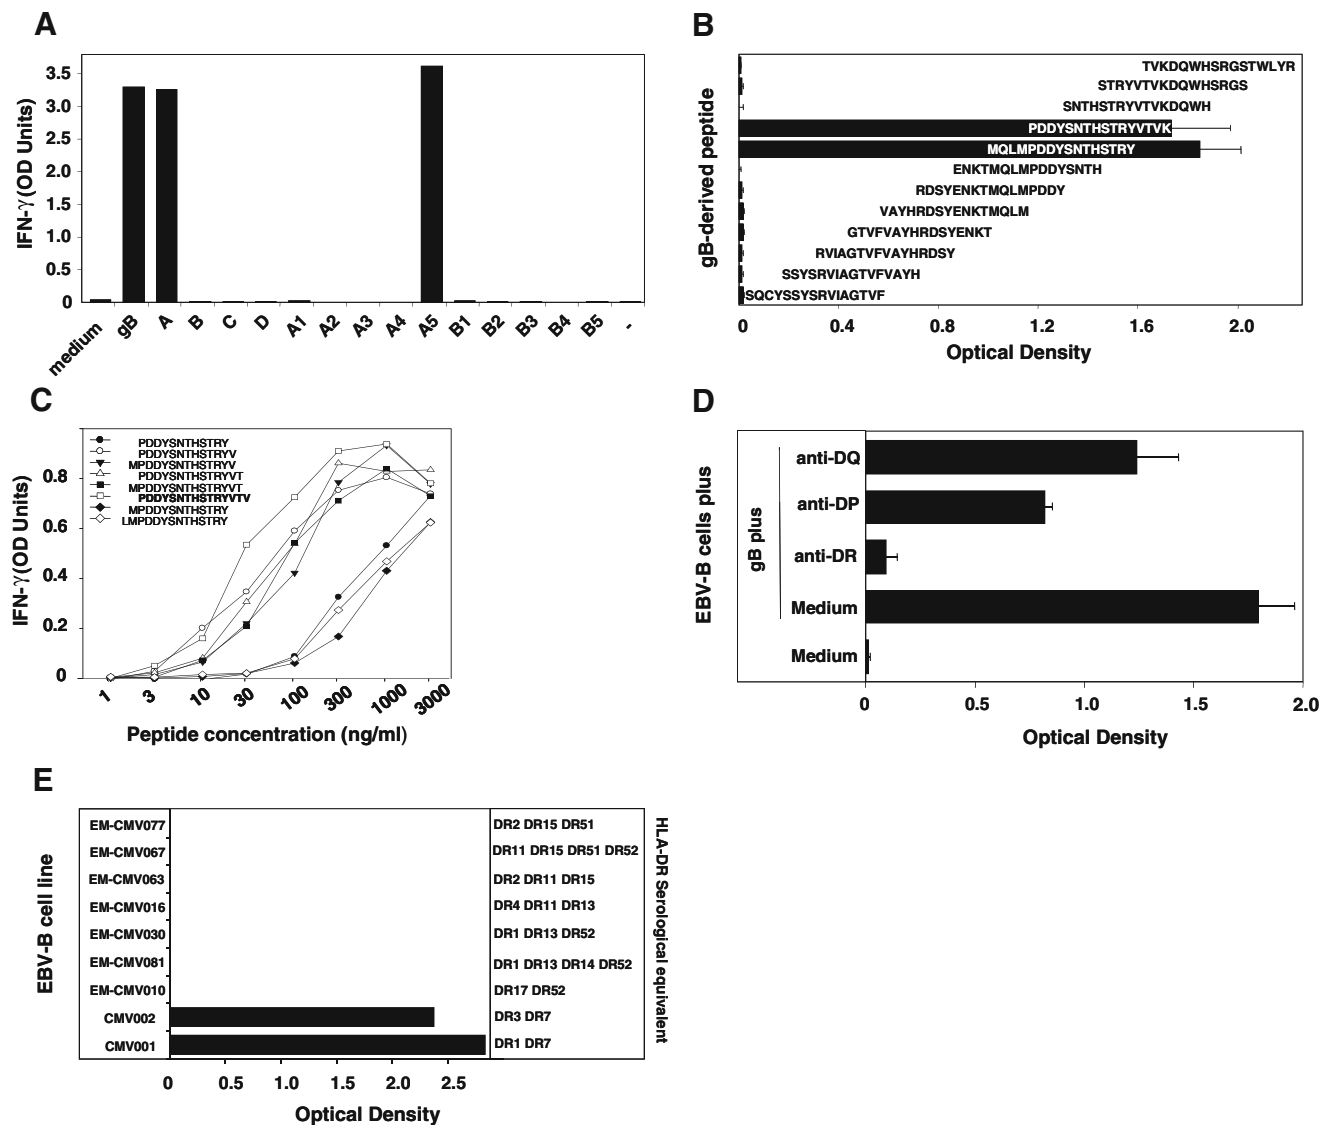 A
IFN-γ(OD Units)
3.5
3.0
2.5
2.0
1.5
1.0
0.5
0
medium gB A B C D A1 A2 A3 A4 A5 B1 B2 B3 B4 B5 -
B
gB-derived peptide
TVKDQWHSRGSTWLYR
STRYVTVKDQWHSRGS
SNTHSTRYVTVKDQWH
PDDYSNTHSTRYVTVK
MQLMPDDYSNTHSTRY
ENKTMQLMPDDYSNTH
RDSYENKTMQLMPDDY
VAYHRDSYENKTMQLM
GTVFVAYHRDSYENKT
RVIAGTVFVAYHRDSY
SSYSRVIAGTVFVAYH
SQCYSSYSRVIAGTVF
0 0.4 0.8 1.2 1.6 2.0
Optical Density
C
IFN-γ(OD Units)
PDDYSNTHSTRY
PDDYSNTHSTRYV
MPDDYSNTHSTRYV
PDDYSNTHSTRYVT
MPDDYSNTHSTRYVT
PDDYSNTHSTRYVTV
MPDDYSNTHSTRY
LMPDDYSNTHSTRY
0.8
0.6
0.4
0.2
0
1 3 10 30 100 300 1000 3000
Peptide concentration (ng/ml)
D
EBV-B cells plus
gB plus
anti-DQ
anti-DP
anti-DR
Medium
Medium
0 0.5 1.0 1.5 2.0
Optical Density
E
EBV-B cell line
EM-CMV077 DR2 DR15 DR51
EM-CMV067 DR11 DR15 DR51 DR52
EM-CMV063 DR2 DR11 DR15
EM-CMV016 DR4 DR11 DR13
EM-CMV030 DR1 DR13 DR52
EM-CMV081 DR1 DR13 DR14 DR52
EM-CMV010 DR17 DR52
CMV002 DR3 DR7
CMV001 DR1 DR7
HLA-DR Serological equivalent
0 0.5 1.0 1.5 2.0 2.5
Optical Density